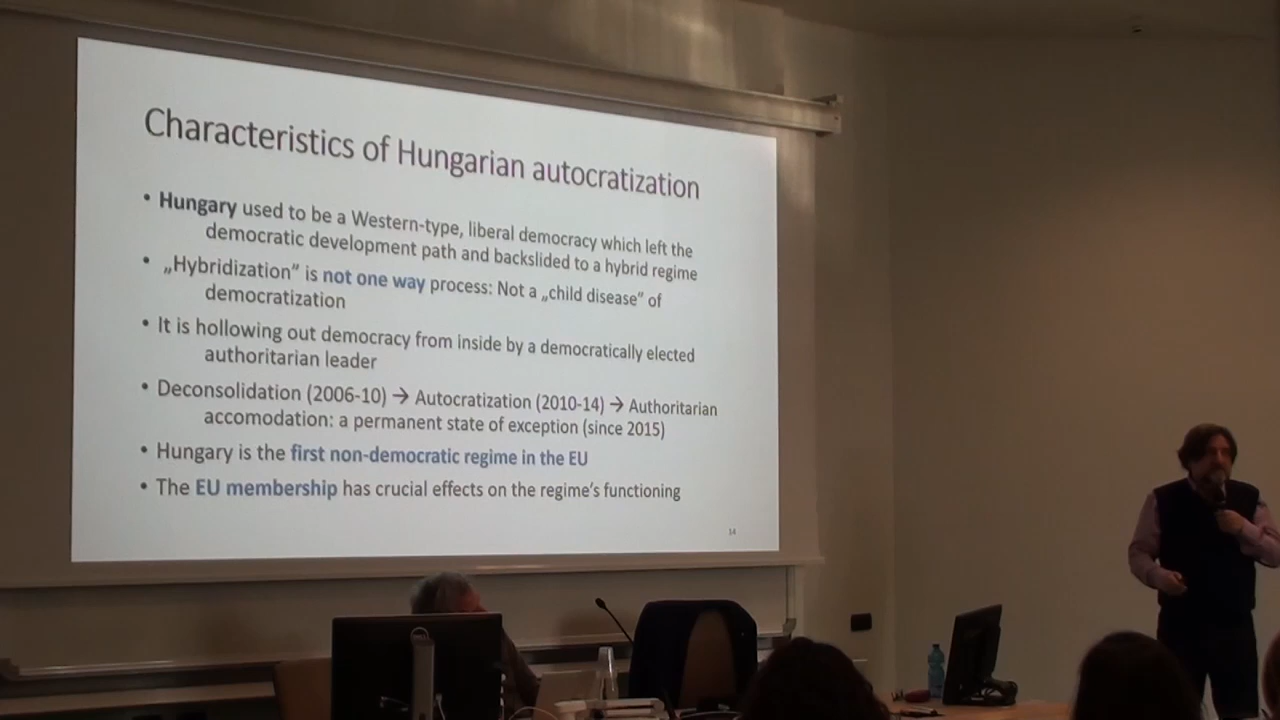 Characteristics of Hungarian autocratization
• Hungary used to be a Western-type, liberal democracy which left the
democratic development path and backslided to a hybrid regime
• „Hybridization” is not one way process: Not a „child disease” of
democratization
• It is hollowing out democracy from inside by a democratically elected
authoritarian leader
• Deconsolidation (2006-10) → Autocratization (2010-14) → Authoritarian
accomodation: a permanent state of exception (since 2015)
• Hungary is the first non-democratic regime in the EU
• The EU membership has crucial effects on the regime’s functioning
14